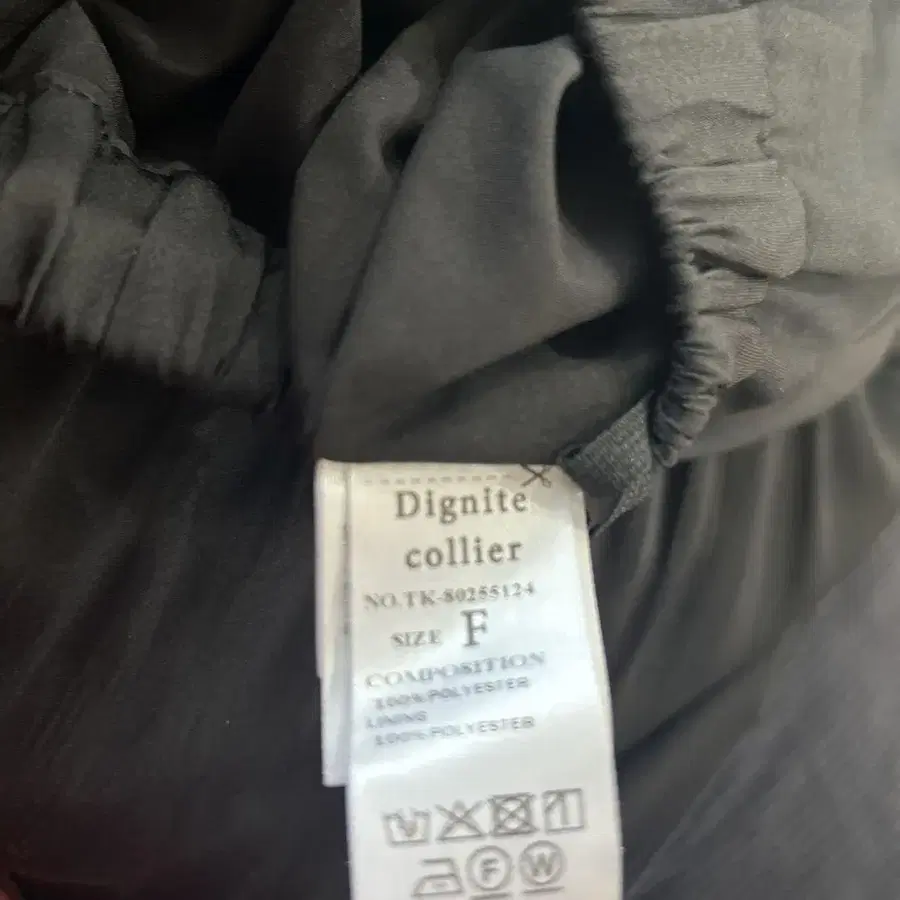 Dignite
collier
NO.TK-80255124
SIZE F
COMPOSITION
100%POLYESTER
LINING
100%POLYESTER
F W